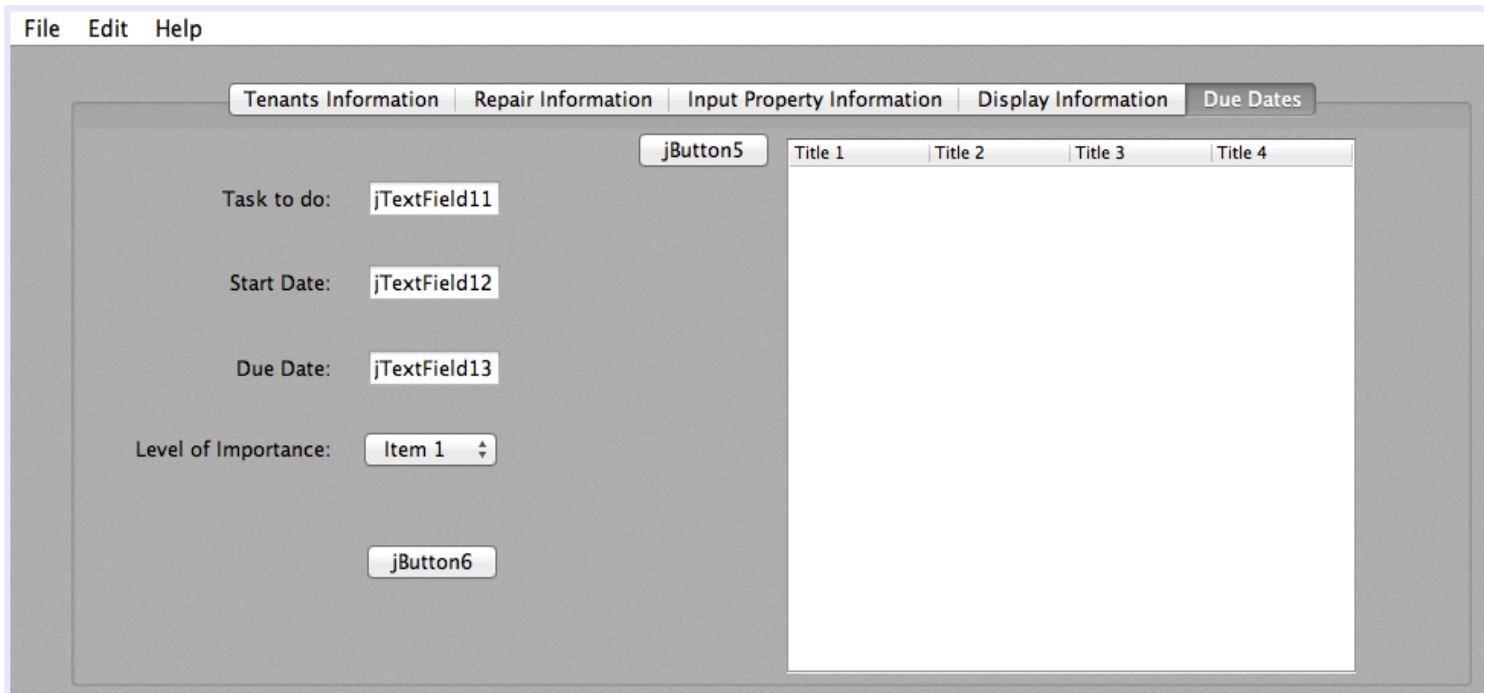 File Edit Help
Tenants Information Repair Information Input Property Information Display Information Due Dates
jButton5
Title 1 Title 2 Title 3 Title 4
Task to do: jTextField11
Start Date: jTextField12
Due Date: jTextField13
Level of Importance: Item 1
jButton6